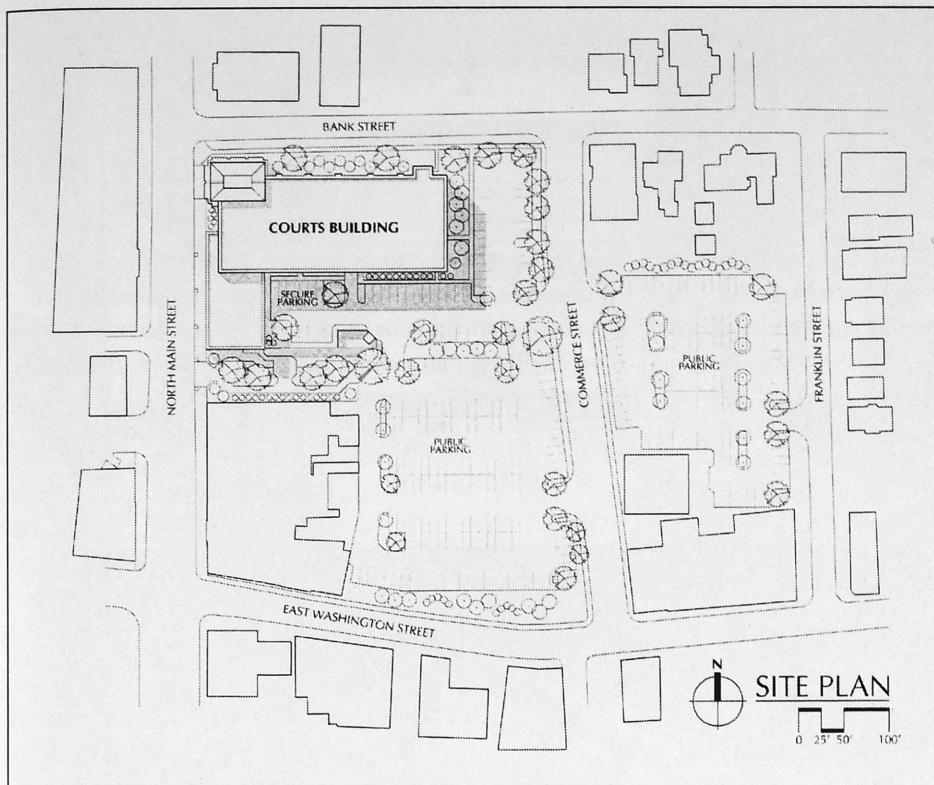 BANK STREET
COURTS BUILDING
SECURE
PARKING
NORTH MAIN STREET
COMMERCE STREET
FRANKLIN STREET
PUBLIC
PARKING
PUBLIC
PARKING
EAST WASHINGTON STREET
N
SITE PLAN
0 25' 50' 100'